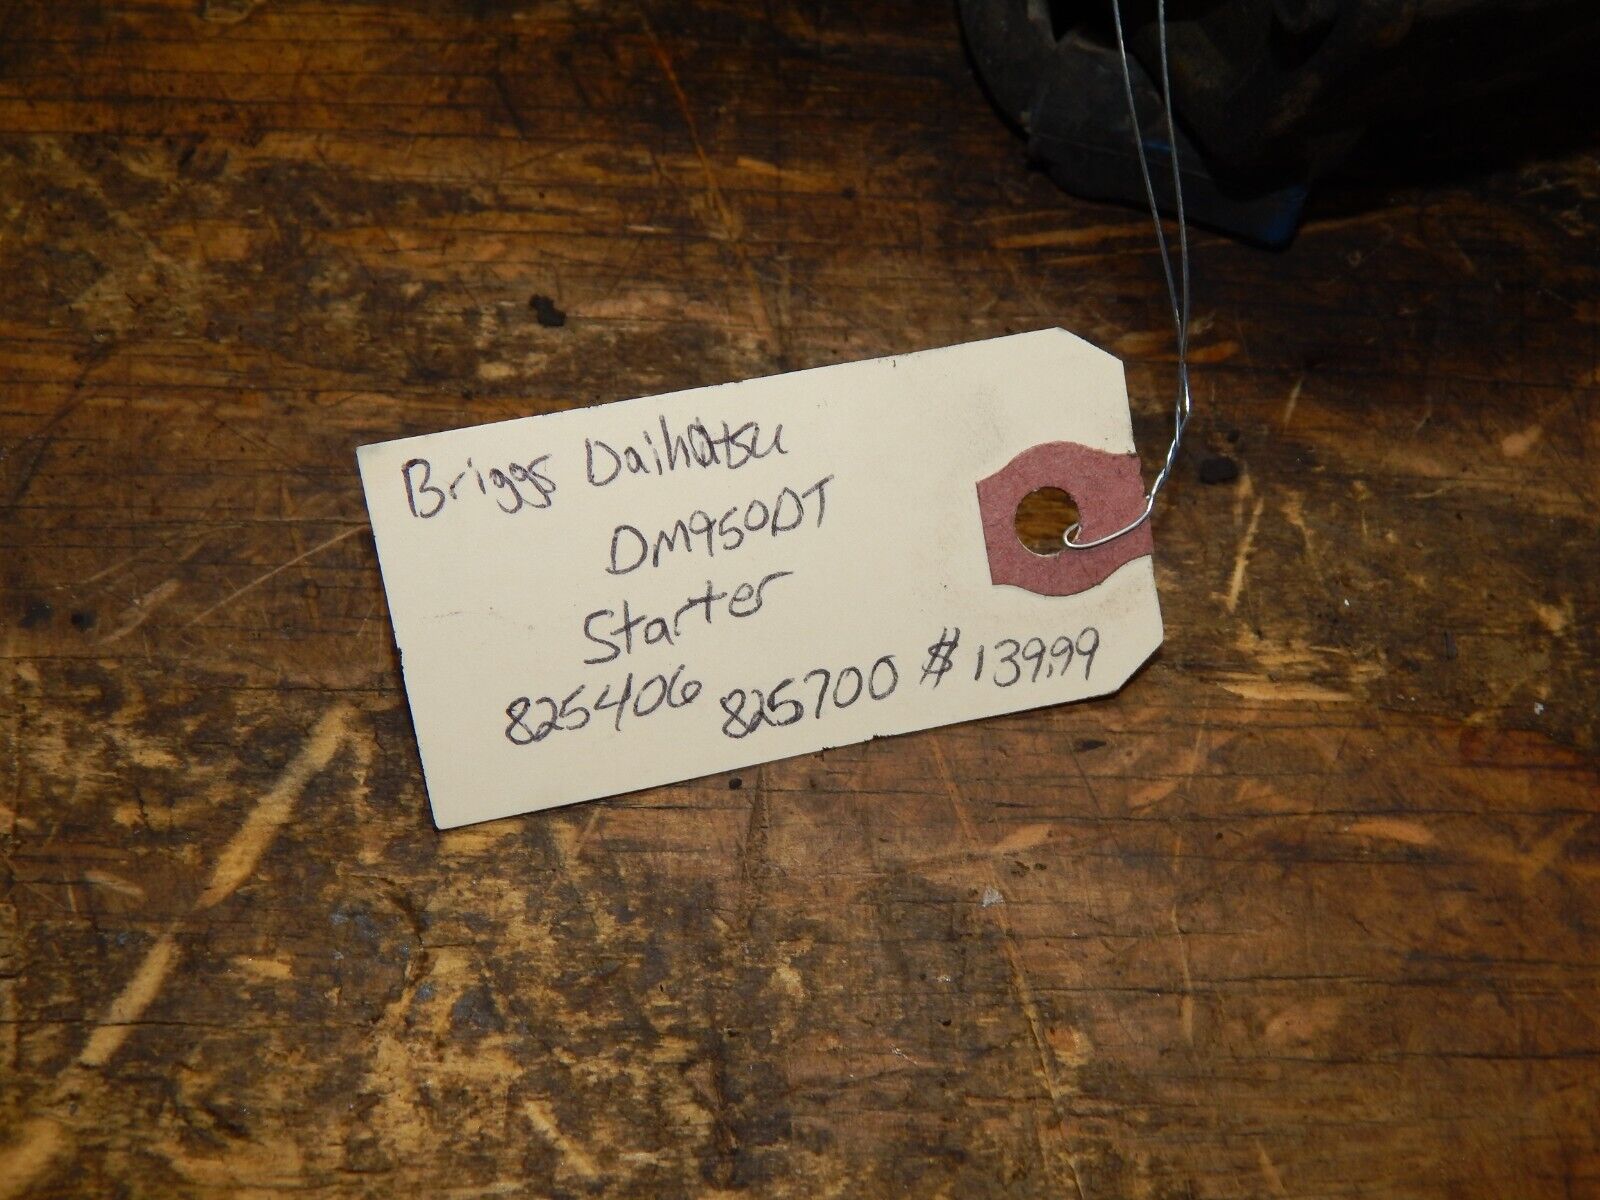 Briggs Daihatsu
DM950DT
Starter
825406 825700 $139.99